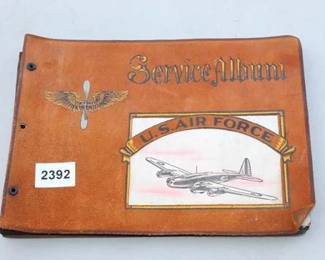 Service Album
U.S. AIR FORCE
2392